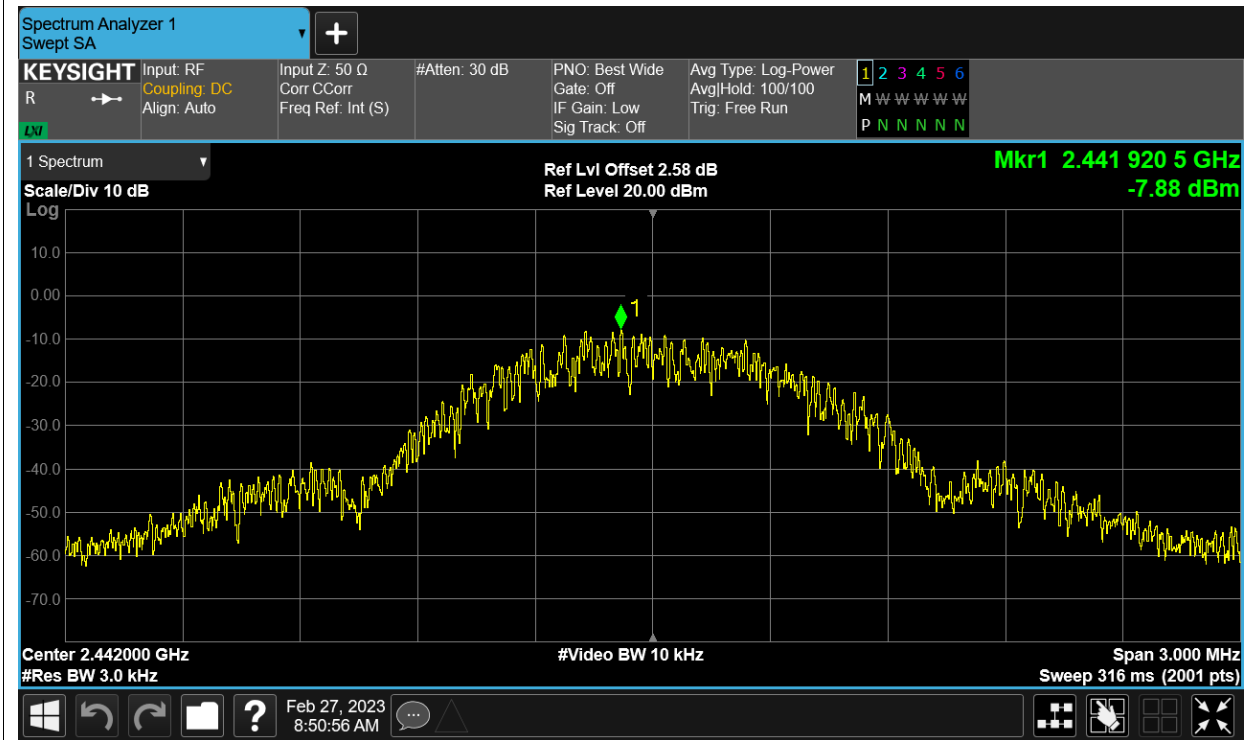 Spectrum Analyzer 1
Swept SA
KEYSIGHT
R
LXI
Input: RF
Coupling: DC
Align: Auto
Input Z: 50 Ω
Corr CCorr
Freq Ref: Int (S)
#Atten: 30 dB
PNO: Best Wide
Gate: Off
IF Gain: Low
Sig Track: Off
Avg Type: Log-Power
Avg|Hold: 100/100
Trig: Free Run
1 2 3 4 5 6
M W W W W W
P N N N N N
1 Spectrum
Scale/Div 10 dB
Log
Ref Lvl Offset 2.58 dB
Ref Level 20.00 dBm
Mkr1 2.441 920 5 GHz
-7.88 dBm
10.0
0.00
-10.0
-20.0
-30.0
-40.0
-50.0
-60.0
-70.0
1
Center 2.442000 GHz
#Res BW 3.0 kHz
#Video BW 10 kHz
Span 3.000 MHz
Sweep 316 ms (2001 pts)
?
Feb 27, 2023
8:50:56 AM